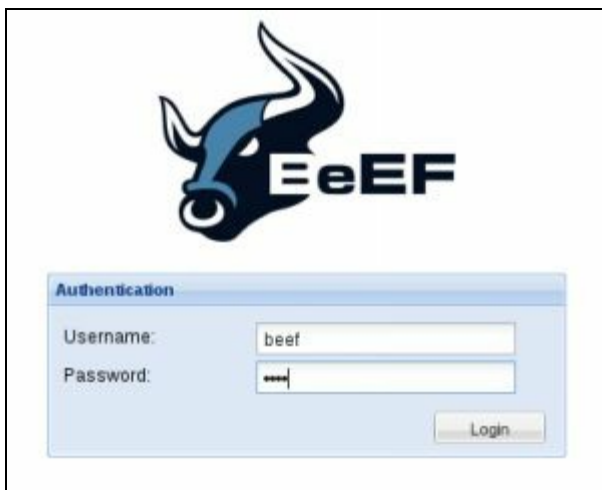 BeEF
Authentication
Username:
beef
Password:
••••
Login